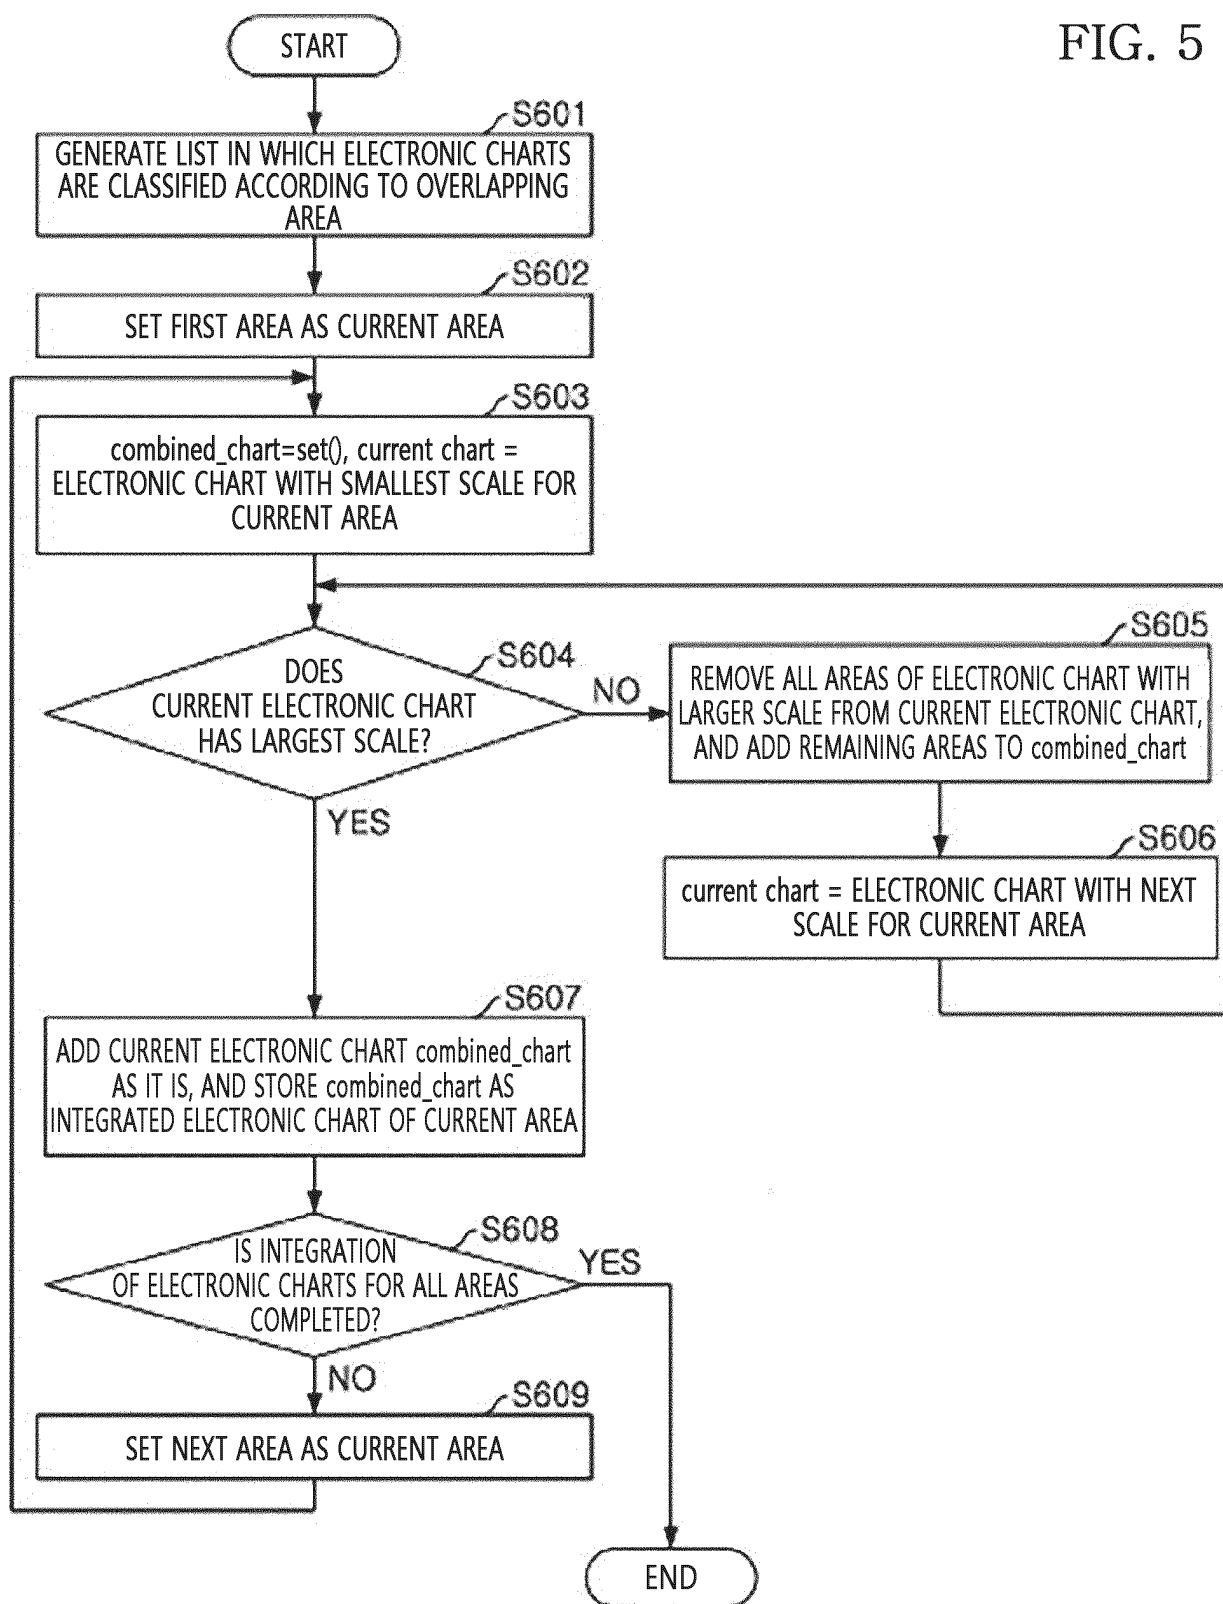 FIG. 5
START
S601
GENERATE LIST IN WHICH ELECTRONIC CHARTS
ARE CLASSIFIED ACCORDING TO OVERLAPPING
AREA
S602
SET FIRST AREA AS CURRENT AREA
S603
combined_chart=set(), current chart =
ELECTRONIC CHART WITH SMALLEST SCALE FOR
CURRENT AREA
S604
DOES
CURRENT ELECTRONIC CHART
HAS LARGEST SCALE?
NO
YES
S605
REMOVE ALL AREAS OF ELECTRONIC CHART WITH
LARGER SCALE FROM CURRENT ELECTRONIC CHART,
AND ADD REMAINING AREAS TO combined_chart
S606
current chart = ELECTRONIC CHART WITH NEXT
SCALE FOR CURRENT AREA
S607
ADD CURRENT ELECTRONIC CHART combined_chart
AS IT IS, AND STORE combined_chart AS
INTEGRATED ELECTRONIC CHART OF CURRENT AREA
S608
IS INTEGRATION
OF ELECTRONIC CHARTS FOR ALL AREAS
COMPLETED?
YES
NO
S609
SET NEXT AREA AS CURRENT AREA
END